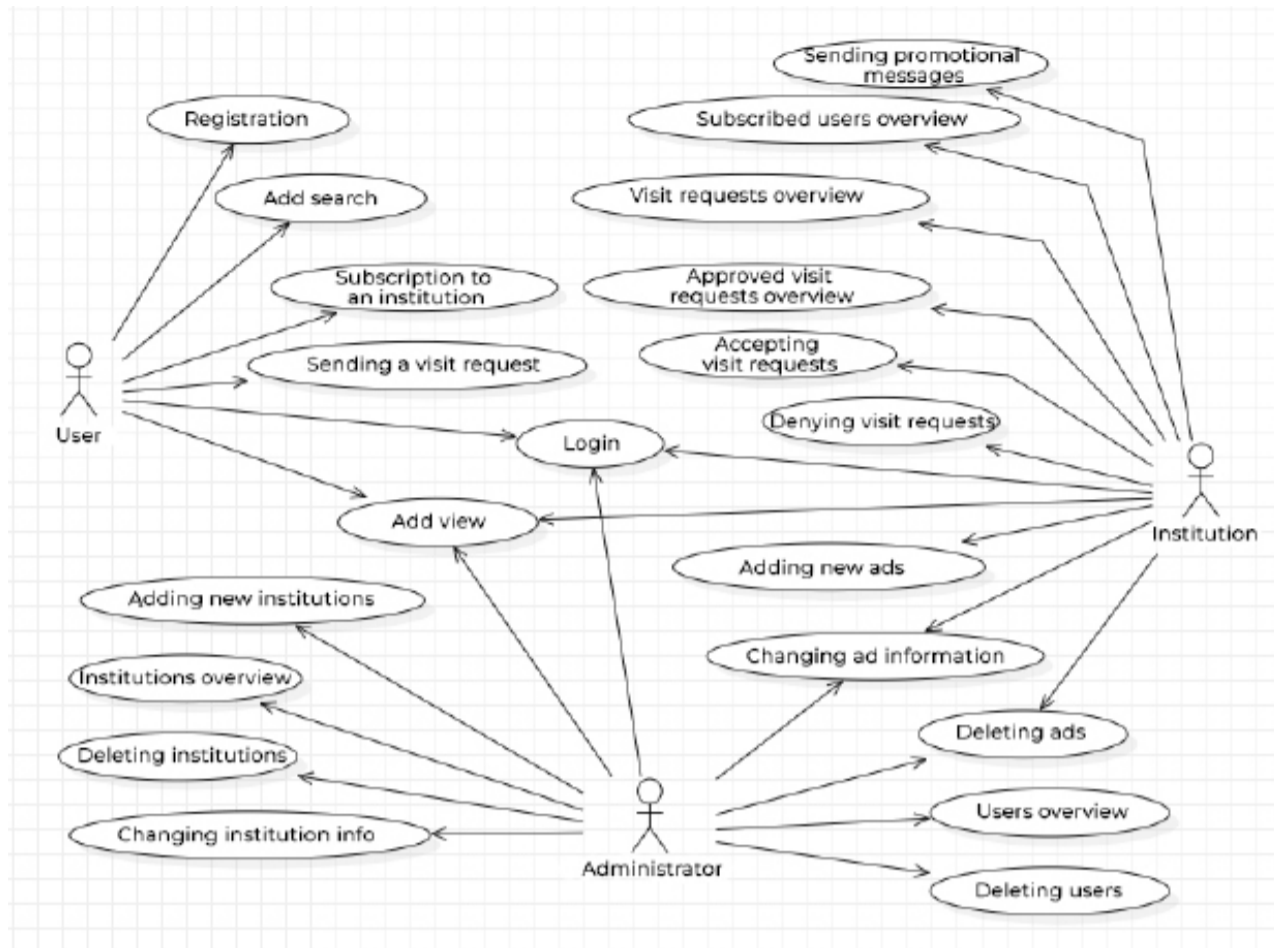 Sending promotional
messages
Registration
Subscribed users overview
Add search
Visit requests overview
Subscription to
an institution
Approved visit
requests overview
Sending a visit request
Accepting
visit requests
User
Login
Denying visit requests
Add view
Institution
Adding new ads
Adding new institutions
Changing ad information
Institutions overview
Deleting ads
Deleting institutions
Users overview
Changing institution info
Administrator
Deleting users